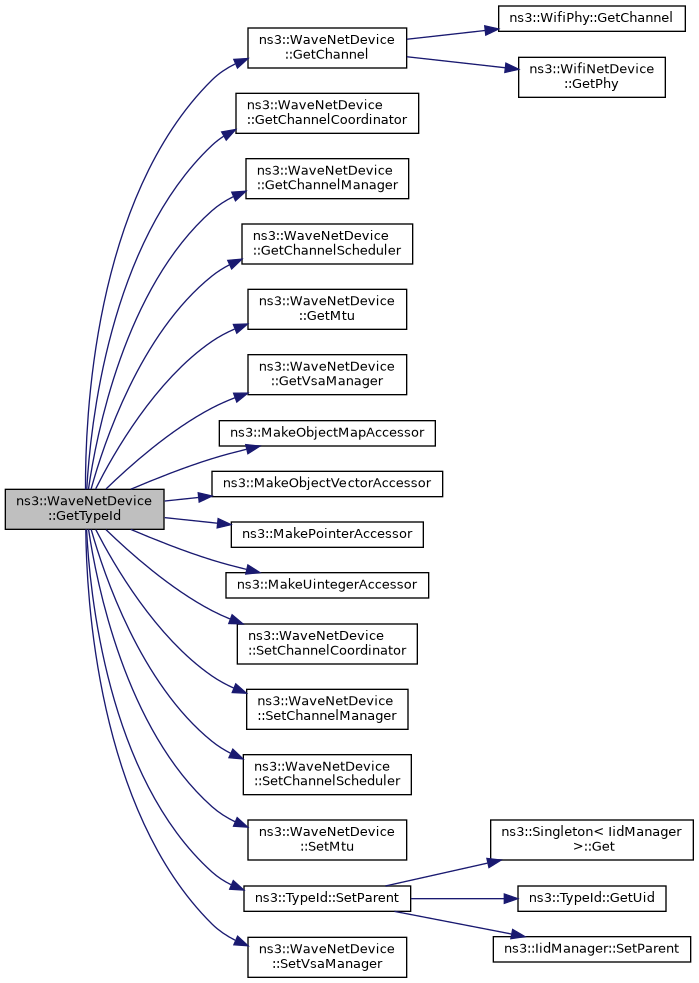 ns3::WaveNetDevice
::GetTypeId
ns3::WaveNetDevice
::GetChannel
ns3::WifiPhy::GetChannel
ns3::WifiNetDevice
::GetPhy
ns3::WaveNetDevice
::GetChannelCoordinator
ns3::WaveNetDevice
::GetChannelManager
ns3::WaveNetDevice
::GetChannelScheduler
ns3::WaveNetDevice
::GetMtu
ns3::WaveNetDevice
::GetVsaManager
ns3::MakeObjectMapAccessor
ns3::MakeObjectVectorAccessor
ns3::MakePointerAccessor
ns3::MakeUintegerAccessor
ns3::WaveNetDevice
::SetChannelCoordinator
ns3::WaveNetDevice
::SetChannelManager
ns3::WaveNetDevice
::SetChannelScheduler
ns3::WaveNetDevice
::SetMtu
ns3::TypeId::SetParent
ns3::Singleton< IidManager
>::Get
ns3::TypeId::GetUid
ns3::IidManager::SetParent
ns3::WaveNetDevice
::SetVsaManager